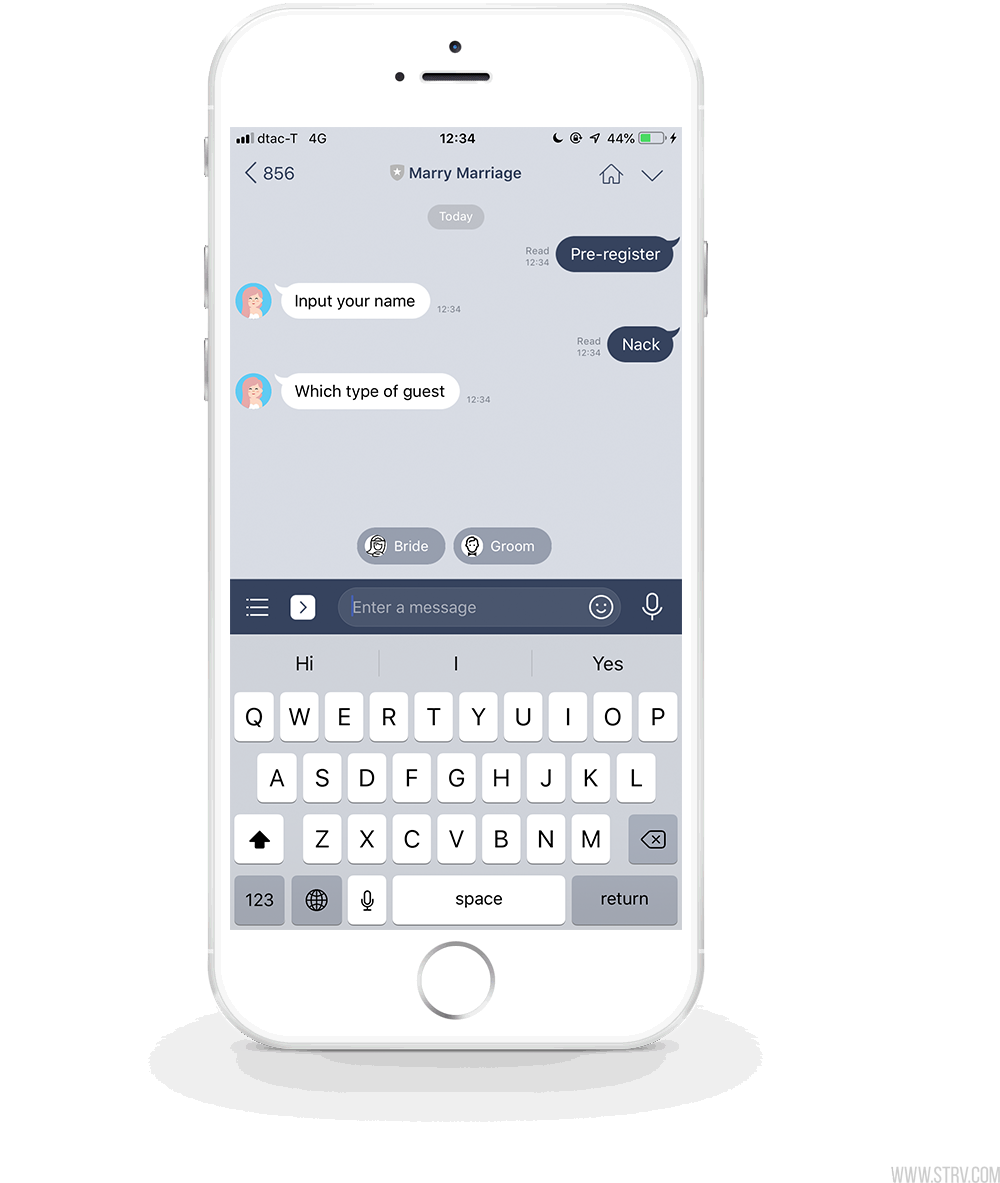 dtac-T 4G 12:34 44%
856 Marry Marriage
Today
Read
12:34
Pre-register
Input your name 12:34
Read
12:34
Nack
Which type of guest 12:34
Bride Groom
Enter a message
Hi I Yes
Q W E R T Y U I O P
A S D F G H J K L
Z X C V B N M
123 space return
WWW.STRV.COM